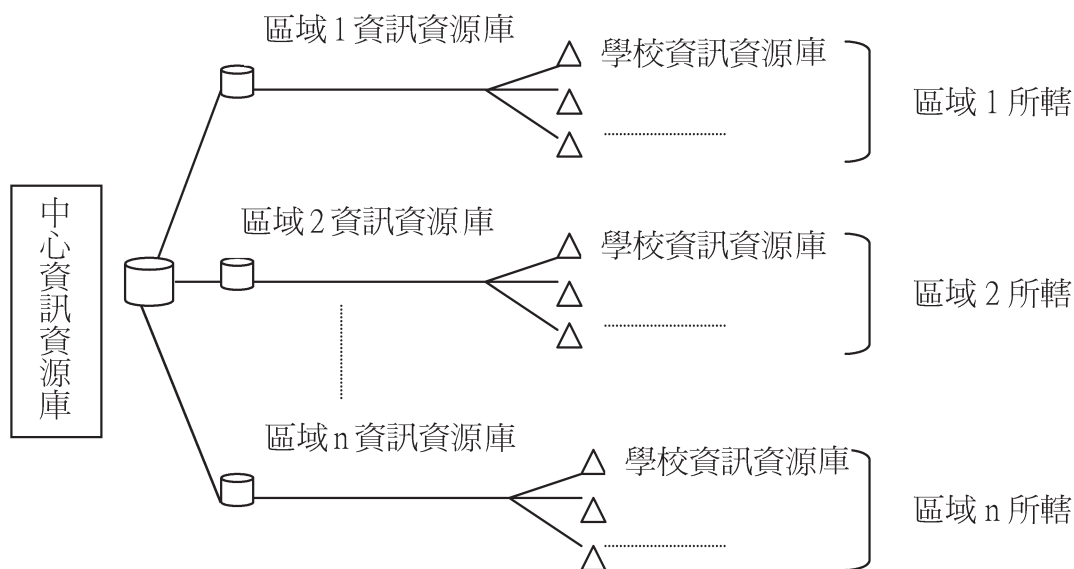 區域1資訊資源庫
學校資訊資源庫
區域 1 所轄
中心資訊資源庫
區域2資訊資源庫
學校資訊資源庫
區域 2 所轄
區域n資訊資源庫
學校資訊資源庫
區域 n 所轄